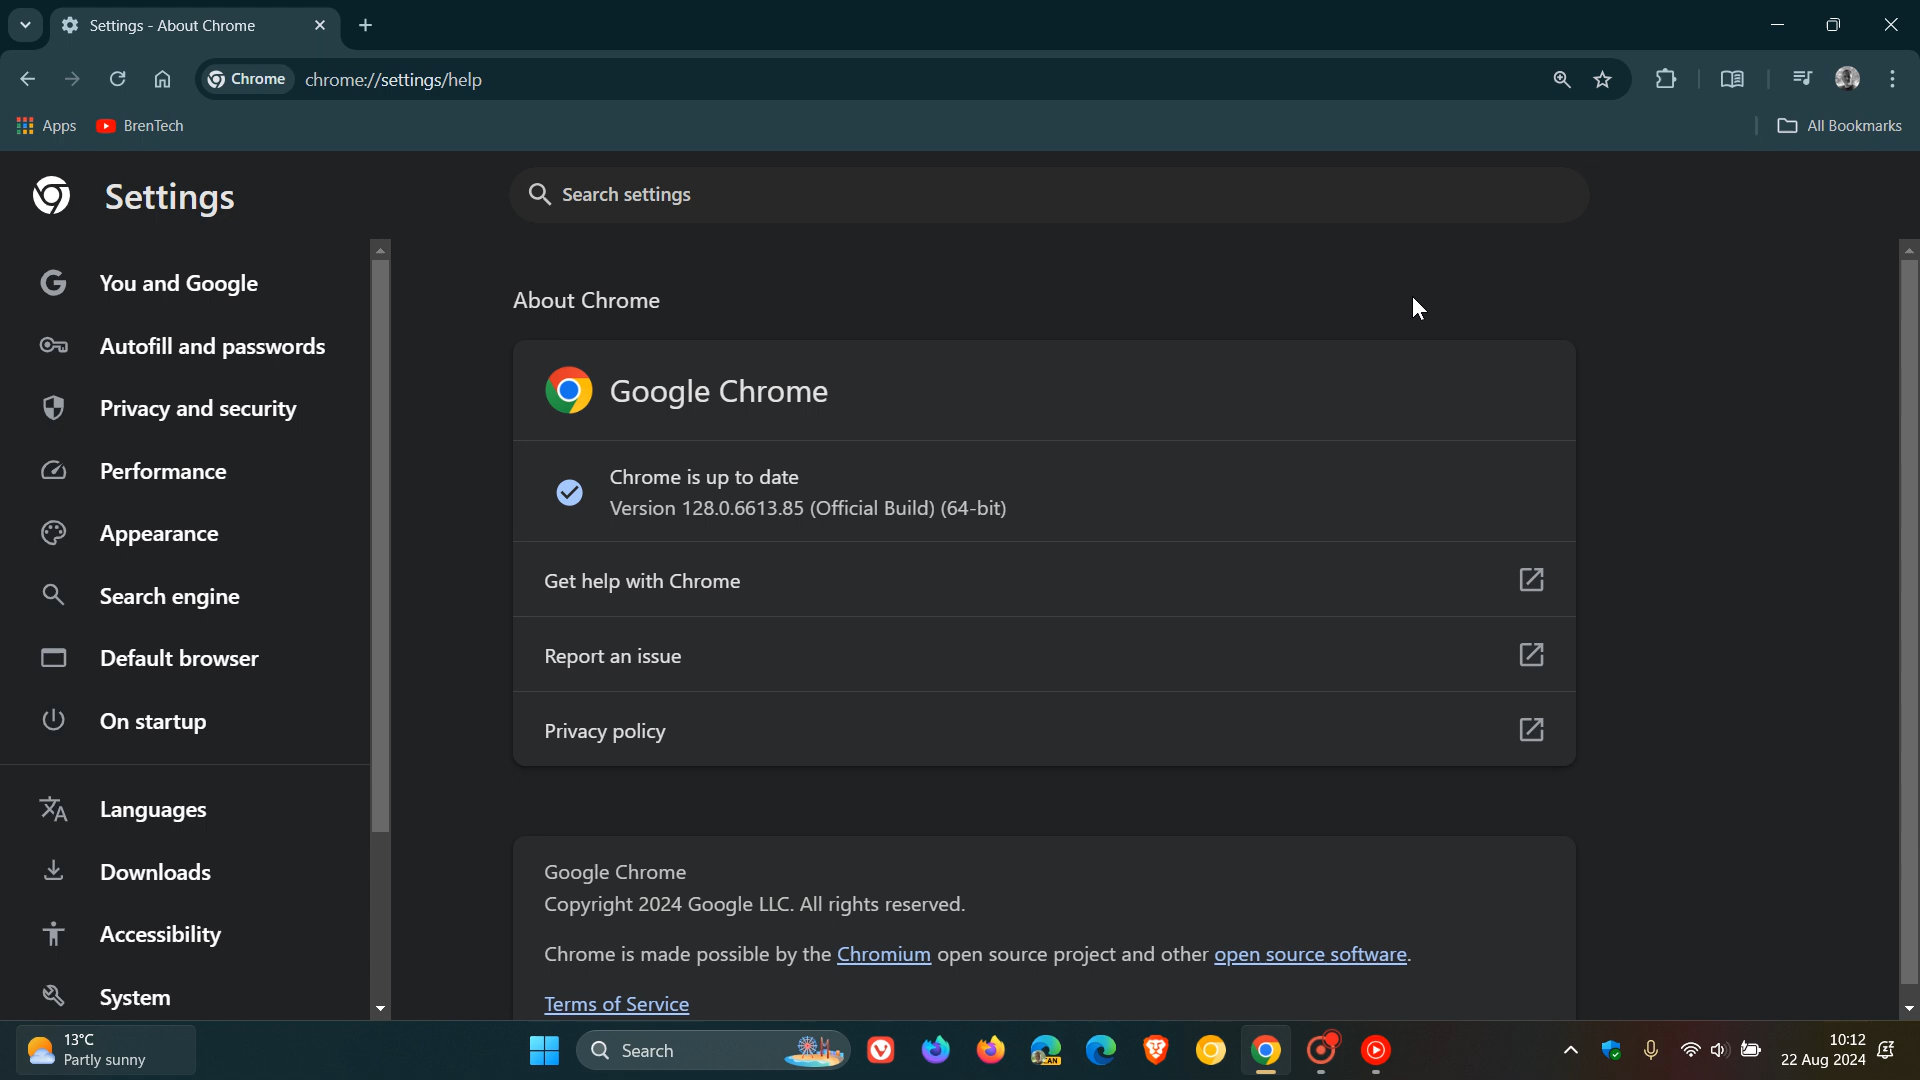 Settings - About Chrome
Chrome
chrome://settings/help
Apps
BrenTech
All Bookmarks
Settings
Search settings
You and Google
Autofill and passwords
Privacy and security
Performance
Appearance
Search engine
Default browser
On startup
Languages
Downloads
Accessibility
System
About Chrome
Google Chrome
Chrome is up to date
Version 128.0.6613.85 (Official Build) (64-bit)
Get help with Chrome
Report an issue
Privacy policy
Google Chrome
Copyright 2024 Google LLC. All rights reserved.
Chrome is made possible by the Chromium open source project and other open source software.
Terms of Service
13°C
Partly sunny
Search
CAN
10:12
22 Aug 2024